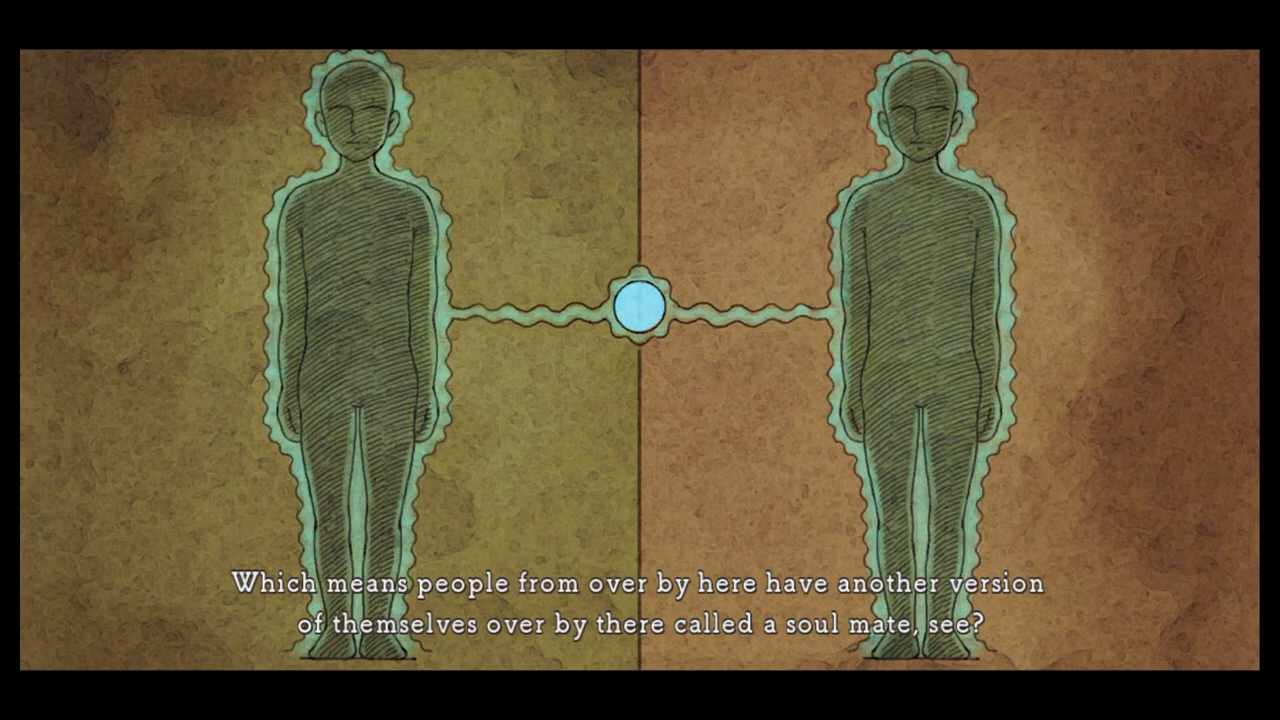 Which means people from over by here have another version
of themselves over by there called a soul mate, see?